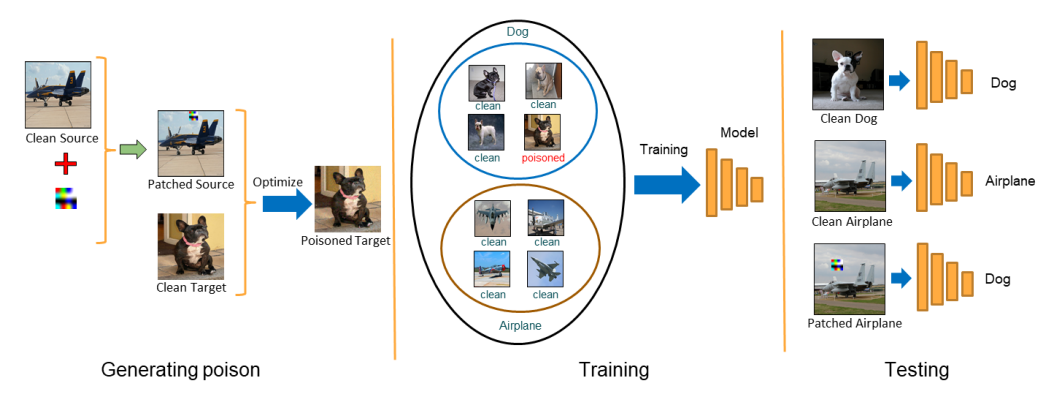 Clean Source
Patched Source
Clean Target
Optimize
Poisoned Target
Generating poison
Dog
clean
clean
clean
poisoned
clean
clean
clean
clean
Airplane
Training
Model
Training
Clean Dog
Dog
Clean Airplane
Airplane
Patched Airplane
Dog
Testing